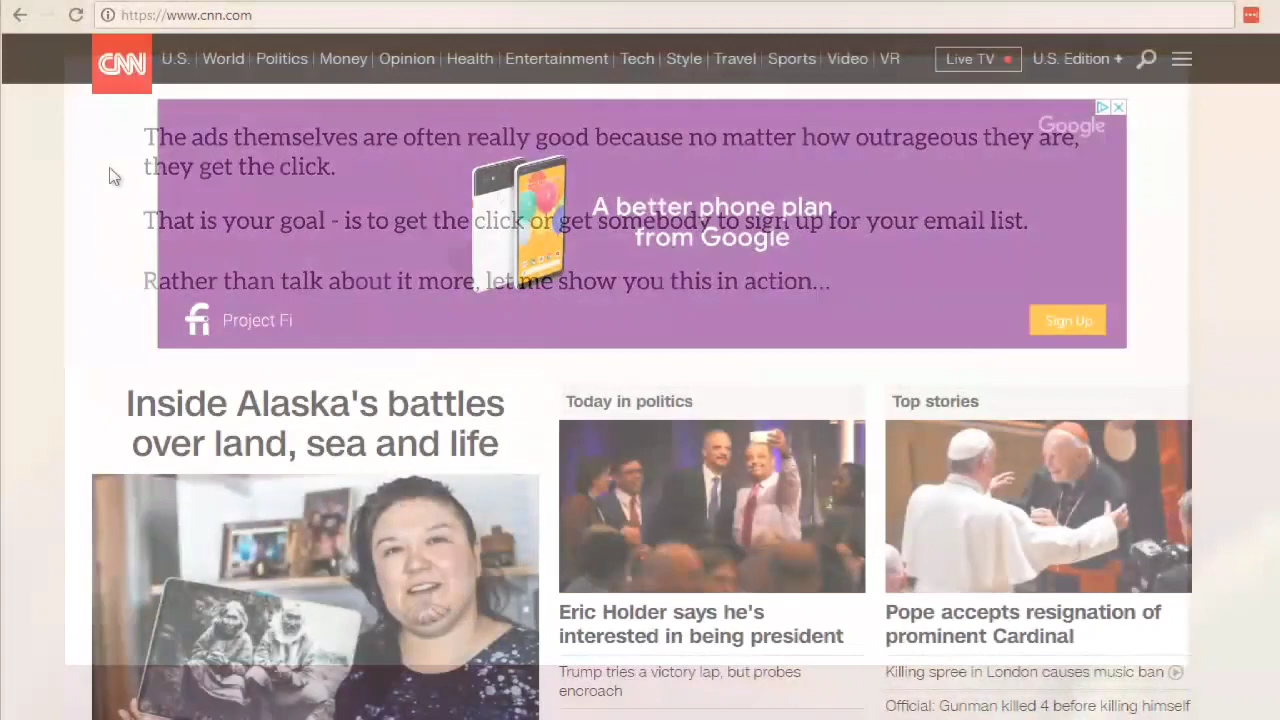 https://www.cnn.com
CNN
U.S. World Politics Money Opinion Health Entertainment Tech Style Travel Sports Video VR
Live TV
U.S. Edition +
Google
The ads themselves are often really good because no matter how outrageous they are,
they get the click.
A better phone plan
from Google
That is your goal - is to get the click or get somebody to sign up for your email list.
Rather than talk about it more, let me show you this in action...
Project Fi
Sign Up
Inside Alaska's battles
over land, sea and life
Today in politics
Eric Holder says he's
interested in being president
Trump tries a victory lap, but probes
encroach
Top stories
Pope accepts resignation of
prominent Cardinal
Killing spree in London causes music ban
Official: Gunman killed 4 before killing himself